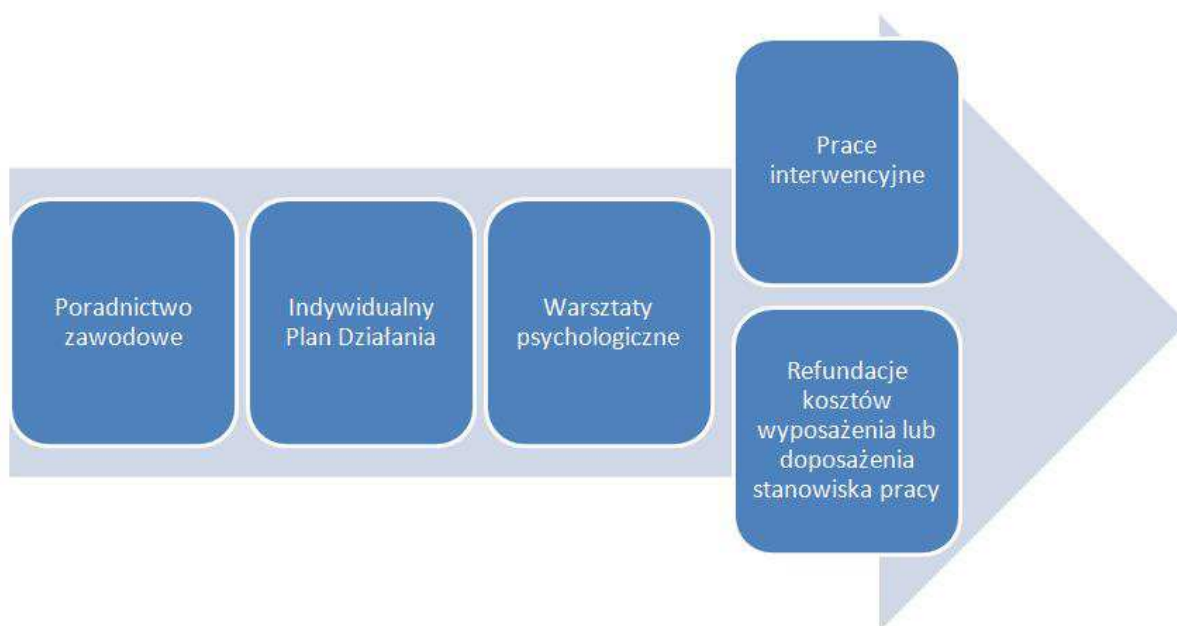 Poradnictwo
zawodowe
Indywidualny
Plan Działania
Warsztaty
psychologiczne
Prace
interwencyjne
Refundacje
kosztów
wyposażenia lub
doposażenia
stanowiska pracy